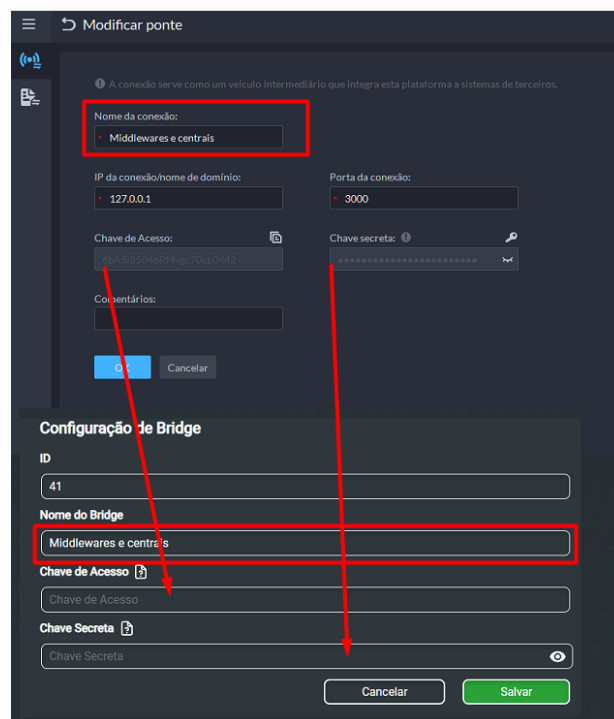 Modificar ponte
A conexão serve como um veículo intermediário que integra esta plataforma a sistemas de terceiros.
Nome da conexão:
* Middlewares e centrais
IP da conexão/nome de domínio:
Porta da conexão:
* 127.0.0.1
* 3000
Chave de Acesso:
Chave secreta:
Comentários:
OK
Cancelar
Configuração de Bridge
ID
41
Nome do Bridge
Middlewares e centrais
Chave de Acesso
Chave de Acesso
Chave Secreta
Chave Secreta
Cancelar
Salvar